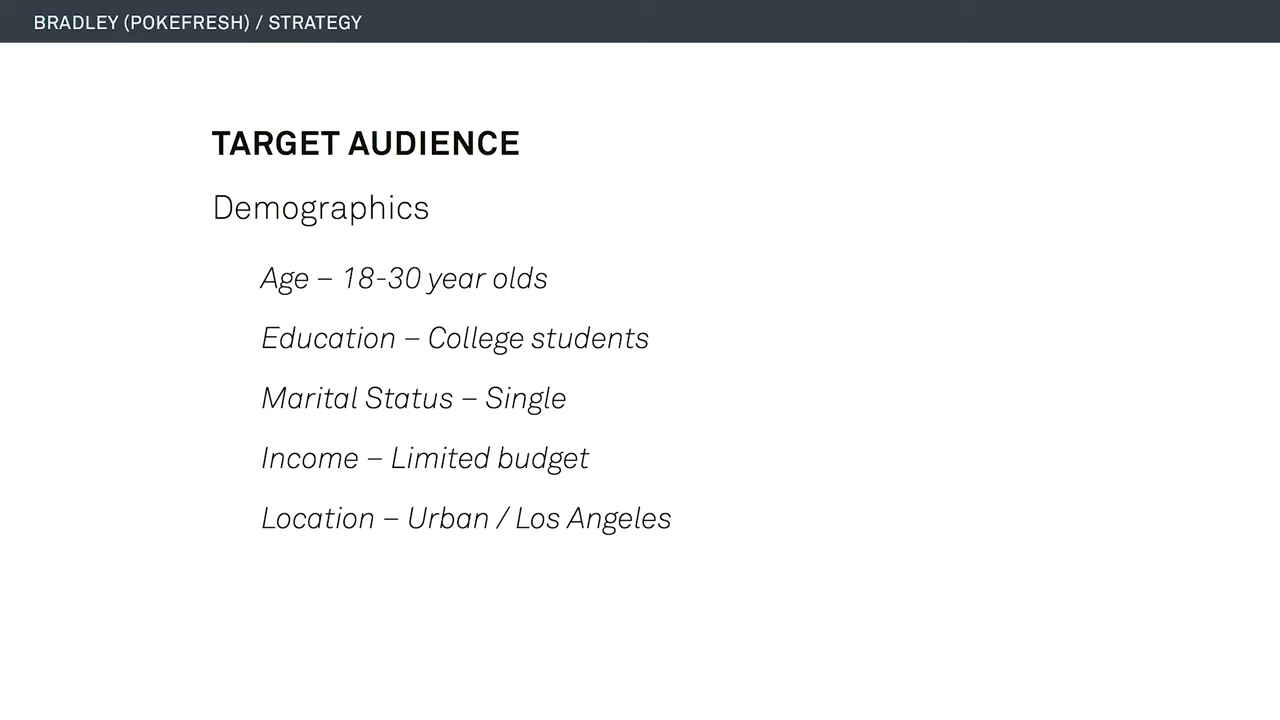 BRADLEY (POKEFRESH) / STRATEGY
TARGET AUDIENCE
Demographics
Age – 18-30 year olds
Education – College students
Marital Status – Single
Income – Limited budget
Location – Urban / Los Angeles